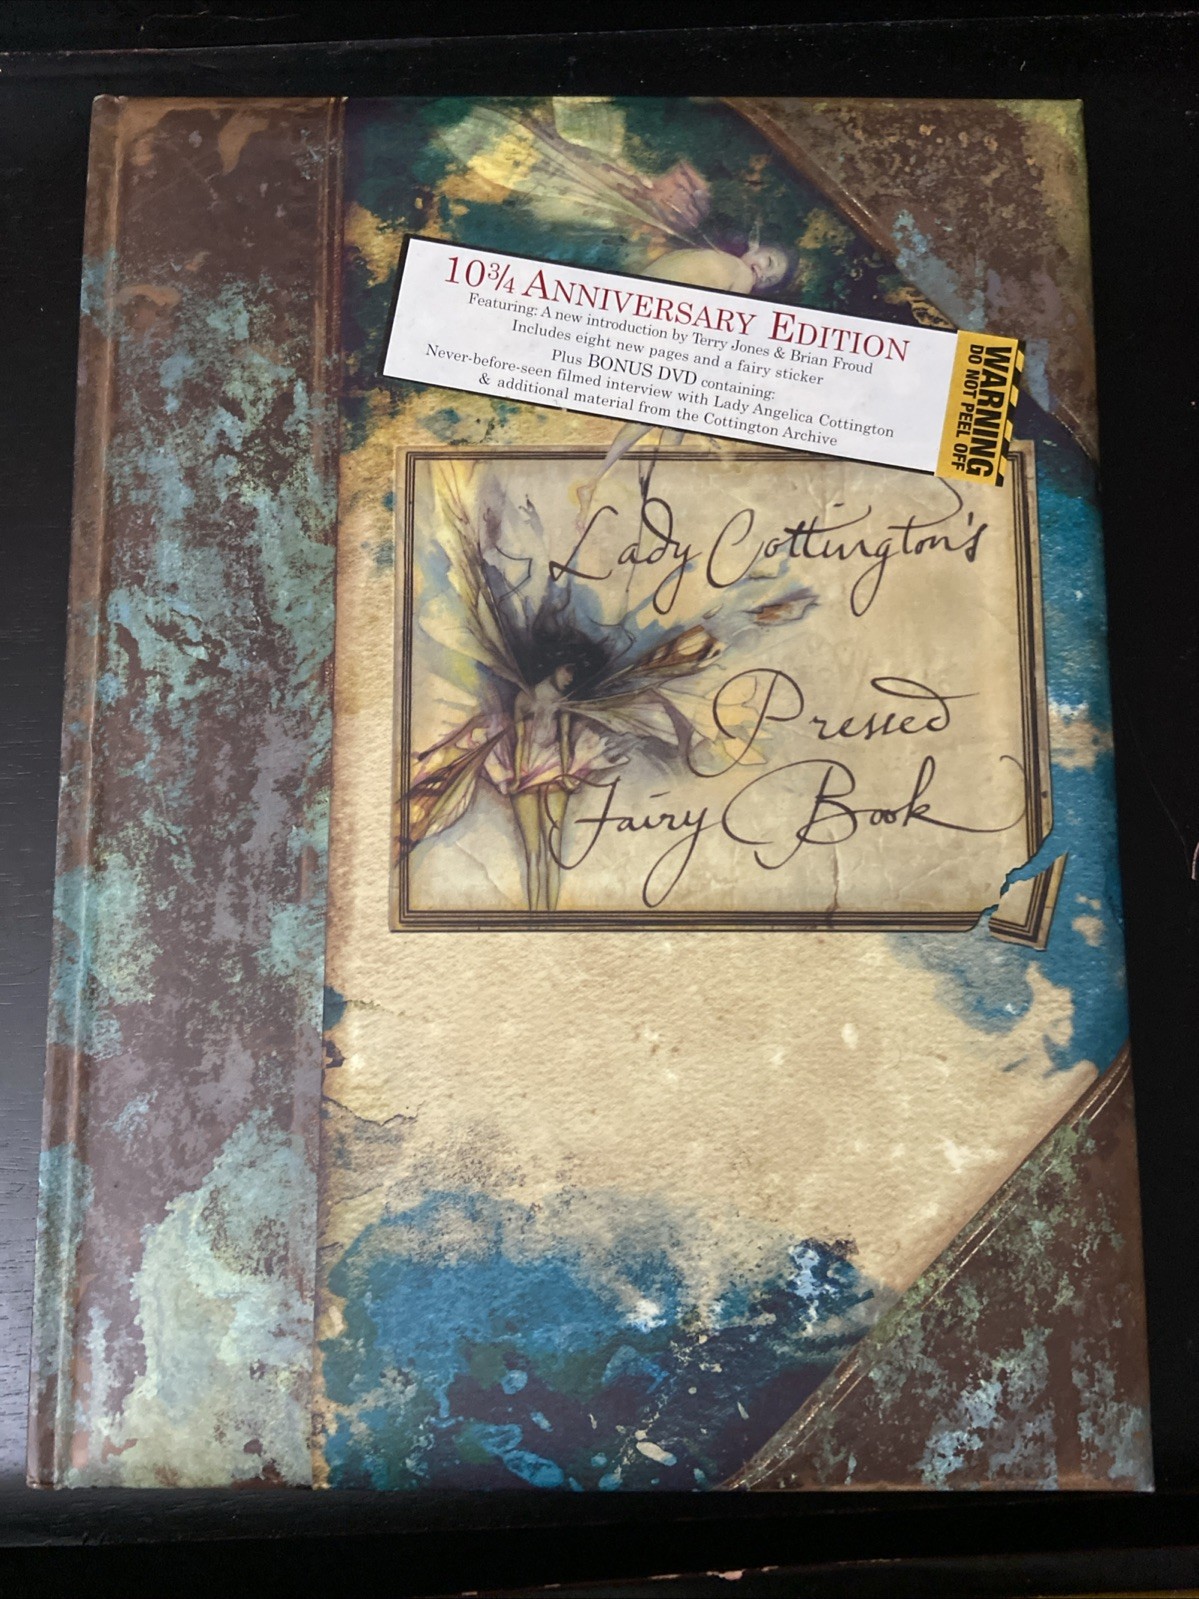 10¾ ANNIVERSARY EDITION
Featuring: A new introduction by Terry Jones & Brian Froud
Includes eight new pages and a fairy sticker
Plus BONUS DVD containing:
Never-before-seen filmed interview with Lady Angelica Cottington
& additional material from the Cottington Archive
WARNING
DO NOT PEEL OFF
Lady Cottington's
Pressed
Fairy Book